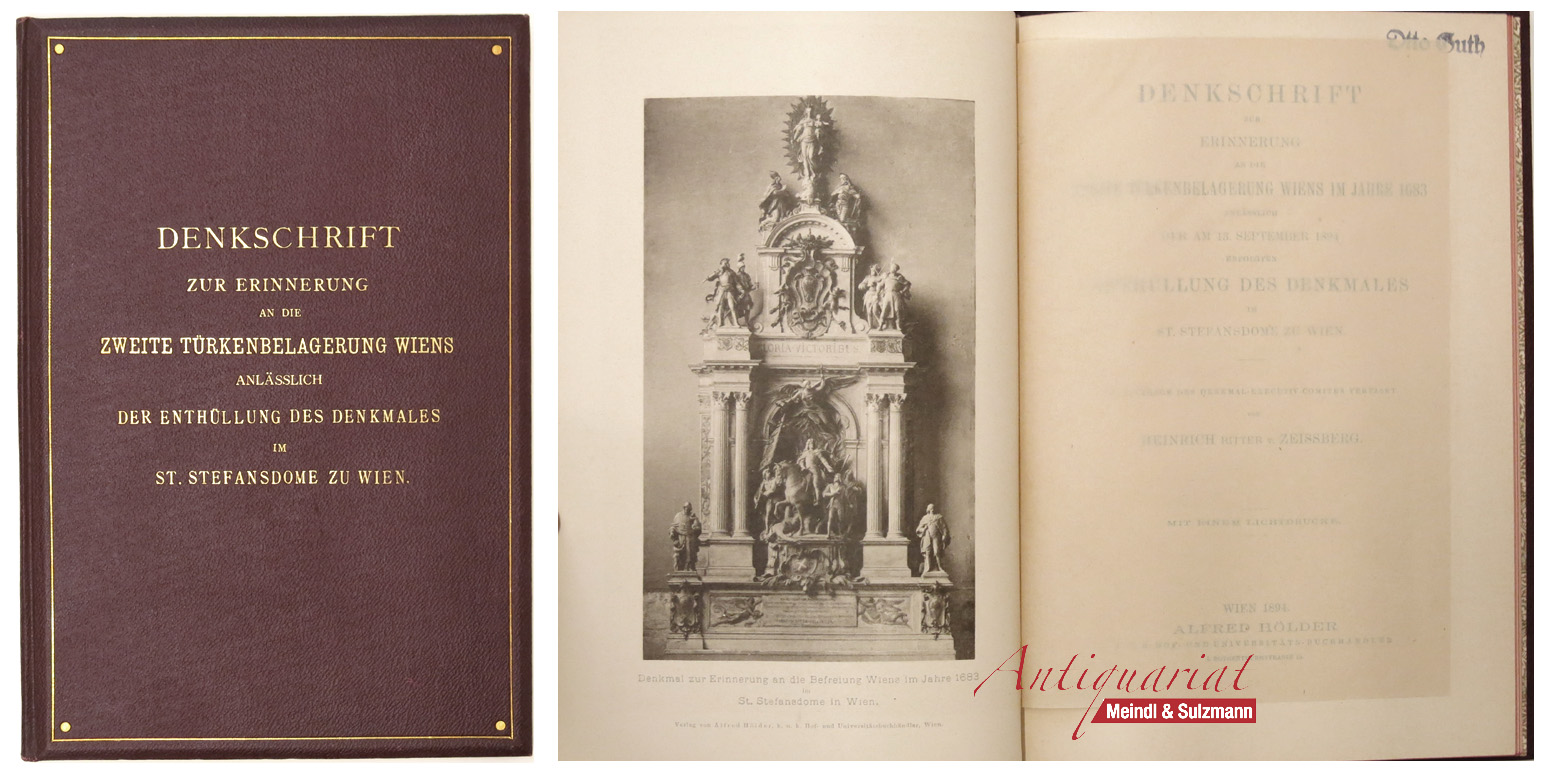 DENKSCHRIFT
ZUR ERINNERUNG
AN DIE
ZWEITE TÜRKENBELAGERUNG WIENS
ANLÄSSLICH
DER ENTHÜLLUNG DES DENKMALES
IM
ST. STEFANSDOME ZU WIEN.
GLORIA VICTORIBUS
Denkmal zur Erinnerung an die Befreiung Wiens im Jahre 1683
im
St. Stefansdome in Wien.
Verlag von Alfred Hölder, k. u. k. Hof- und Universitätsbuchhändler, Wien.
Otto Guth
DENKSCHRIFT
ZUR
ERINNERUNG
AN DIE
ZWEITE TÜRKENBELAGERUNG WIENS IM JAHRE 1683
ANLÄSSLICH
DER AM 13. SEPTEMBER 1894
ERFOLGTEN
ENTHÜLLUNG DES DENKMALES
IM
ST. STEFANSDOME ZU WIEN.
VON
HEINRICH RITTER v. ZEISSBERG.
MIT EINEM LICHTDRUCKE.
WIEN 1894.
ALFRED HÖLDER
Antiquariat
Meindl & Sulzmann